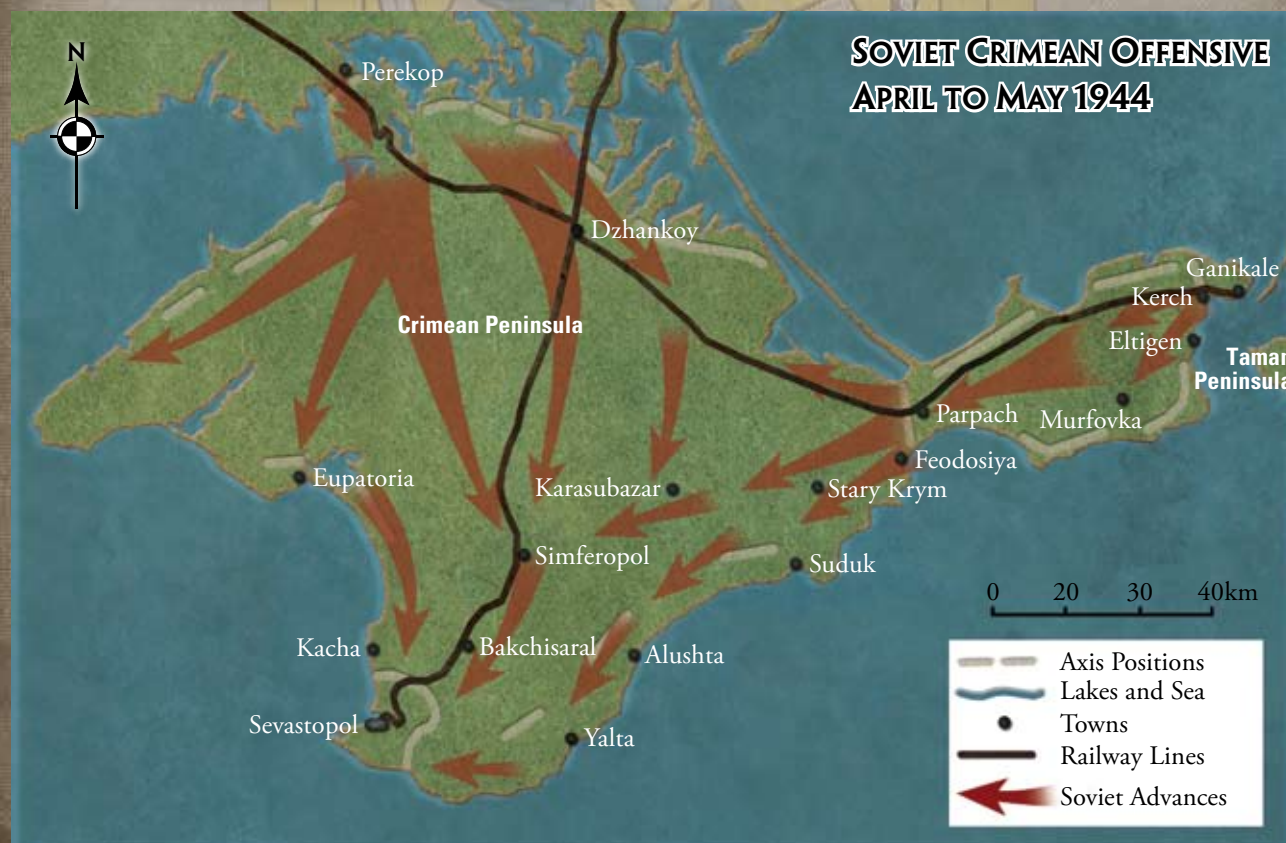 SOVIET CRIMEAN OFFENSIVE
APRIL TO MAY 1944
N
Perekop
Dzhankoy
Ganikale
Kerch
Eltigen
Taman
Peninsula
Crimean Peninsula
Parpach
Murfovka
Feodosiya
Eupatoria
Karasubazar
Stary Krym
Simferopol
Suduk
Kacha
Bakchisaral
Alushta
Sevastopol
Yalta
0 20 30 40km
Axis Positions
Lakes and Sea
Towns
Railway Lines
Soviet Advances